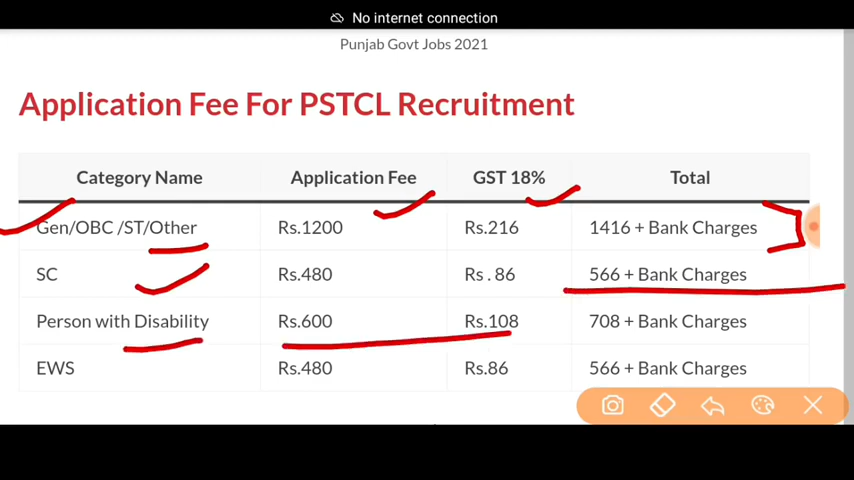 No internet connection
Punjab Govt Jobs 2021
Application Fee For PSTCL Recruitment
Category Name Application Fee GST 18% Total
Gen/OBC /ST/Other Rs.1200 Rs.216 1416 + Bank Charges
SC Rs.480 Rs . 86 566 + Bank Charges
Person with Disability Rs.600 Rs.108 708 + Bank Charges
EWS Rs.480 Rs.86 566 + Bank Charges